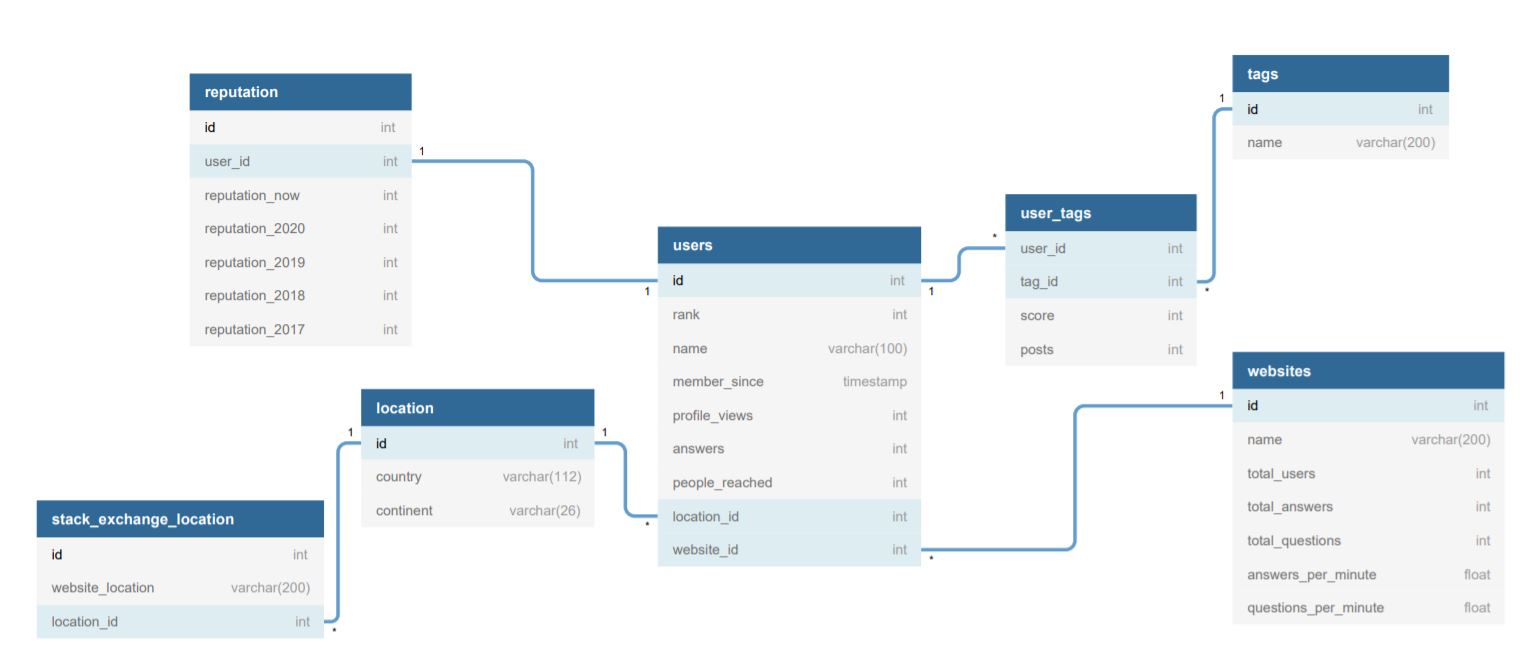 reputation
id int
user_id int
1
reputation_now int
reputation_2020 int
reputation_2019 int
reputation_2018 int
reputation_2017 int
tags
1
id int
name varchar(200)
user_tags
*
user_id int
tag_id int
*
score int
posts int
users
1
id int
1
rank int
name varchar(100)
member_since timestamp
profile_views int
answers int
people_reached int
*
location_id int
website_id int
*
location
1
id int
1
country varchar(112)
continent varchar(26)
stack_exchange_location
id int
website_location varchar(200)
location_id int
*
websites
1
id int
name varchar(200)
total_users int
total_answers int
total_questions int
answers_per_minute float
questions_per_minute float